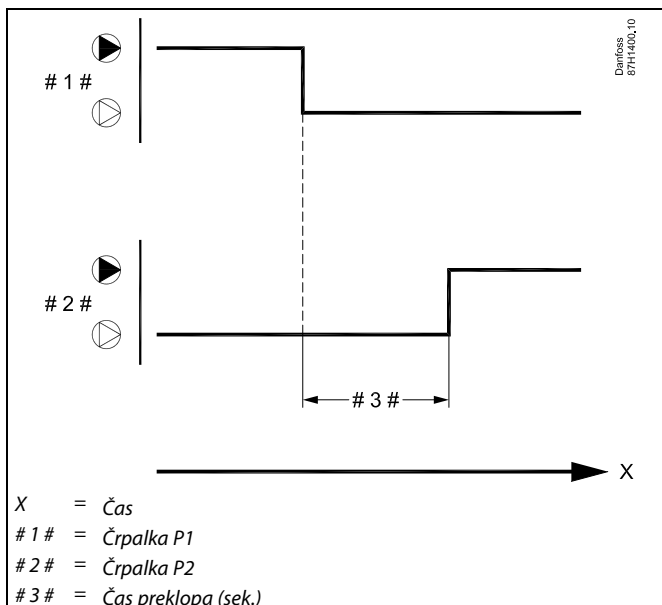 Danfoss
87H1400.10
# 1 #
# 2 #
# 3 #
X
X = Čas
# 1 # = Črpalka P1
# 2 # = Črpalka P2
# 3 # = Čas preklopa (sek.)